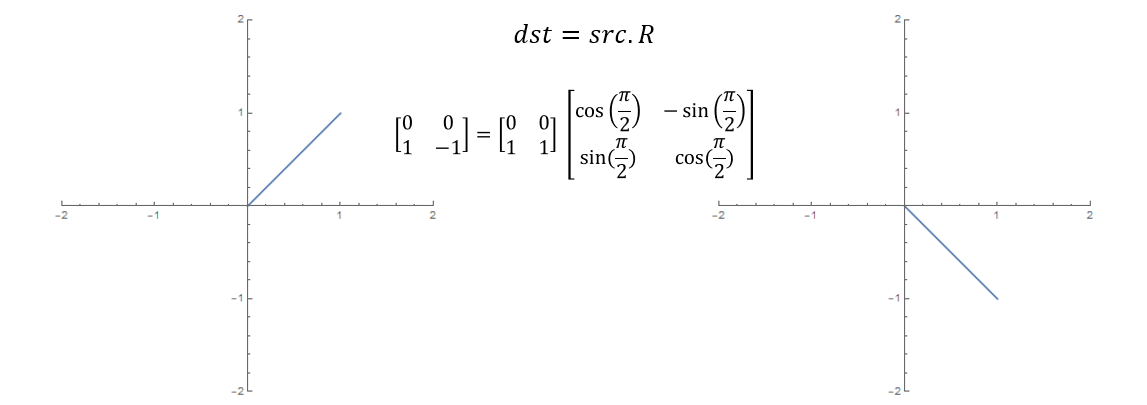 dst = src. R
[0 0; 1 −1] = [0 0; 1 1] [cos(π/2) −sin(π/2); sin(π/2) cos(π/2)]
2
1
-2 -1 1 2
-1
-2
2
1
-2 -1 1 2
-1
-2